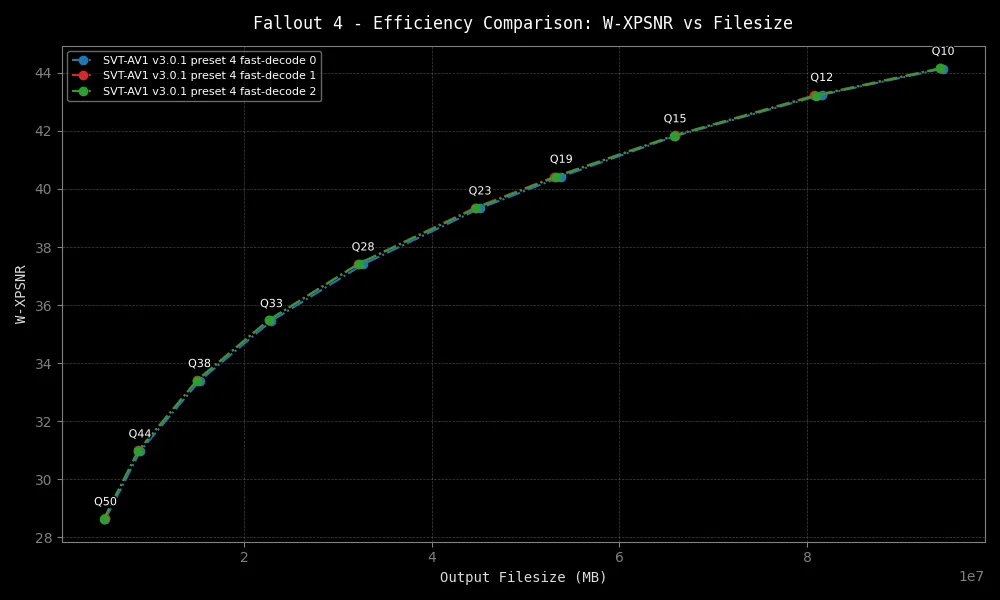 Fallout 4 - Efficiency Comparison: W-XPSNR vs Filesize
SVT-AV1 v3.0.1 preset 4 fast-decode 0
SVT-AV1 v3.0.1 preset 4 fast-decode 1
SVT-AV1 v3.0.1 preset 4 fast-decode 2
Q10
Q12
Q15
Q19
Q23
Q28
Q33
Q38
Q44
Q50
W-XPSNR
44
42
40
38
36
34
32
30
28
2
4
6
8
1e7
Output Filesize (MB)